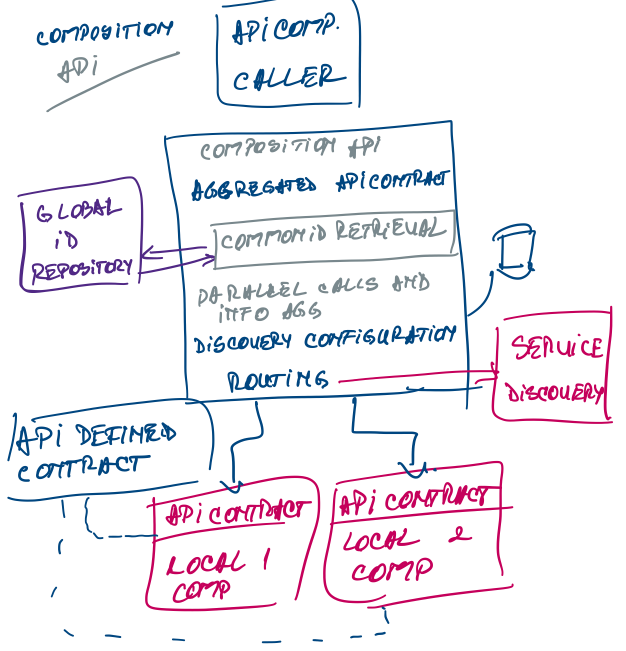 COMPOSITION
API
API COMP.
CALLER
COMPOSITION API
AGGREGATED API CONTRACT
GLOBAL
ID
REPOSITORY
COMMON ID RETRIEVAL
PARALLEL CALLS AND
INFO AGG
DISCOVERY CONFIGURATION
ROUTING
SERVICE
DISCOVERY
API DEFINED
CONTRACT
API CONTRACT
LOCAL 1
COMP
API CONTRACT
LOCAL 2
COMP